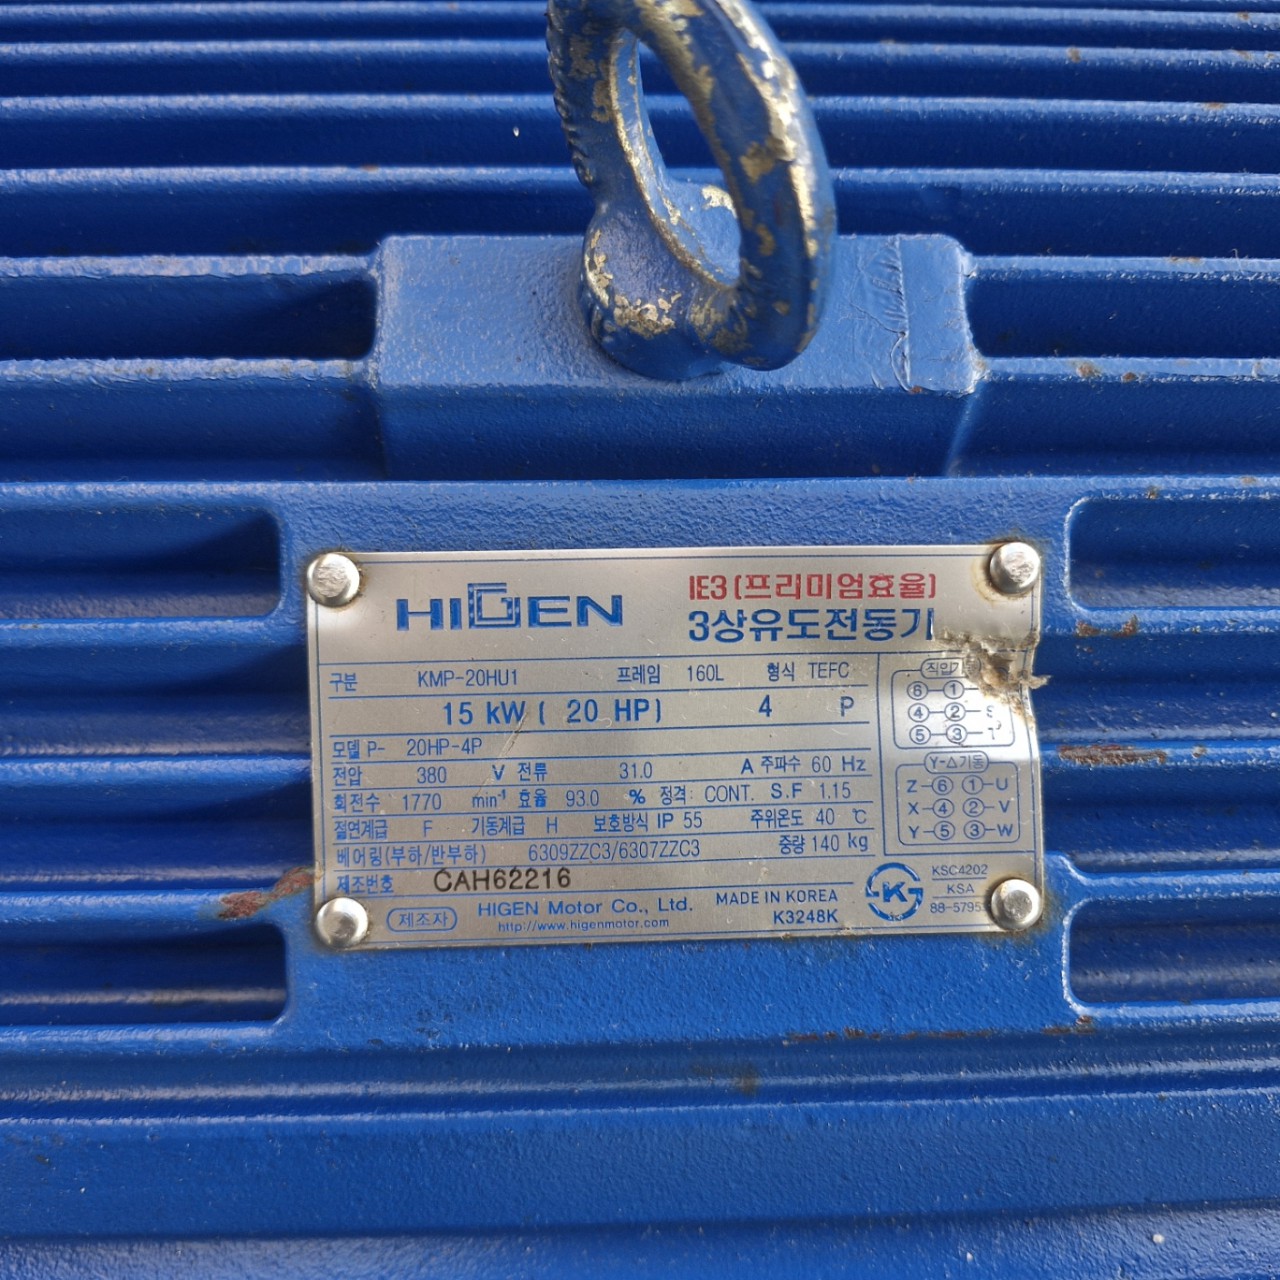 HIGEN
IE3 (프리미엄효율)
3상유도전동기
구분 KMP-20HU1 프레임 160L 형식 TEFC
15 kW ( 20 HP) 4 P
모델 P- 20HP-4P
전압 380 V 전류 31.0 A 주파수 60 Hz
회전수 1770 min⁻¹ 효율 93.0 % 정격: CONT. S.F 1.15
절연계급 F 기동계급 H 보호방식 IP 55 주위온도 40 ℃
베어링(부하/반부하) 6309ZZC3/6307ZZC3 중량 140 kg
제조번호 CAH62216
제조자 HIGEN Motor Co., Ltd. MADE IN KOREA
http://www.higenmotor.com K3248K
6 1
4 2 S
5 3 T
Y-△기동
Z-6 1-U
X-4 2-V
Y-5 3-W
K
KSC4202
KSA